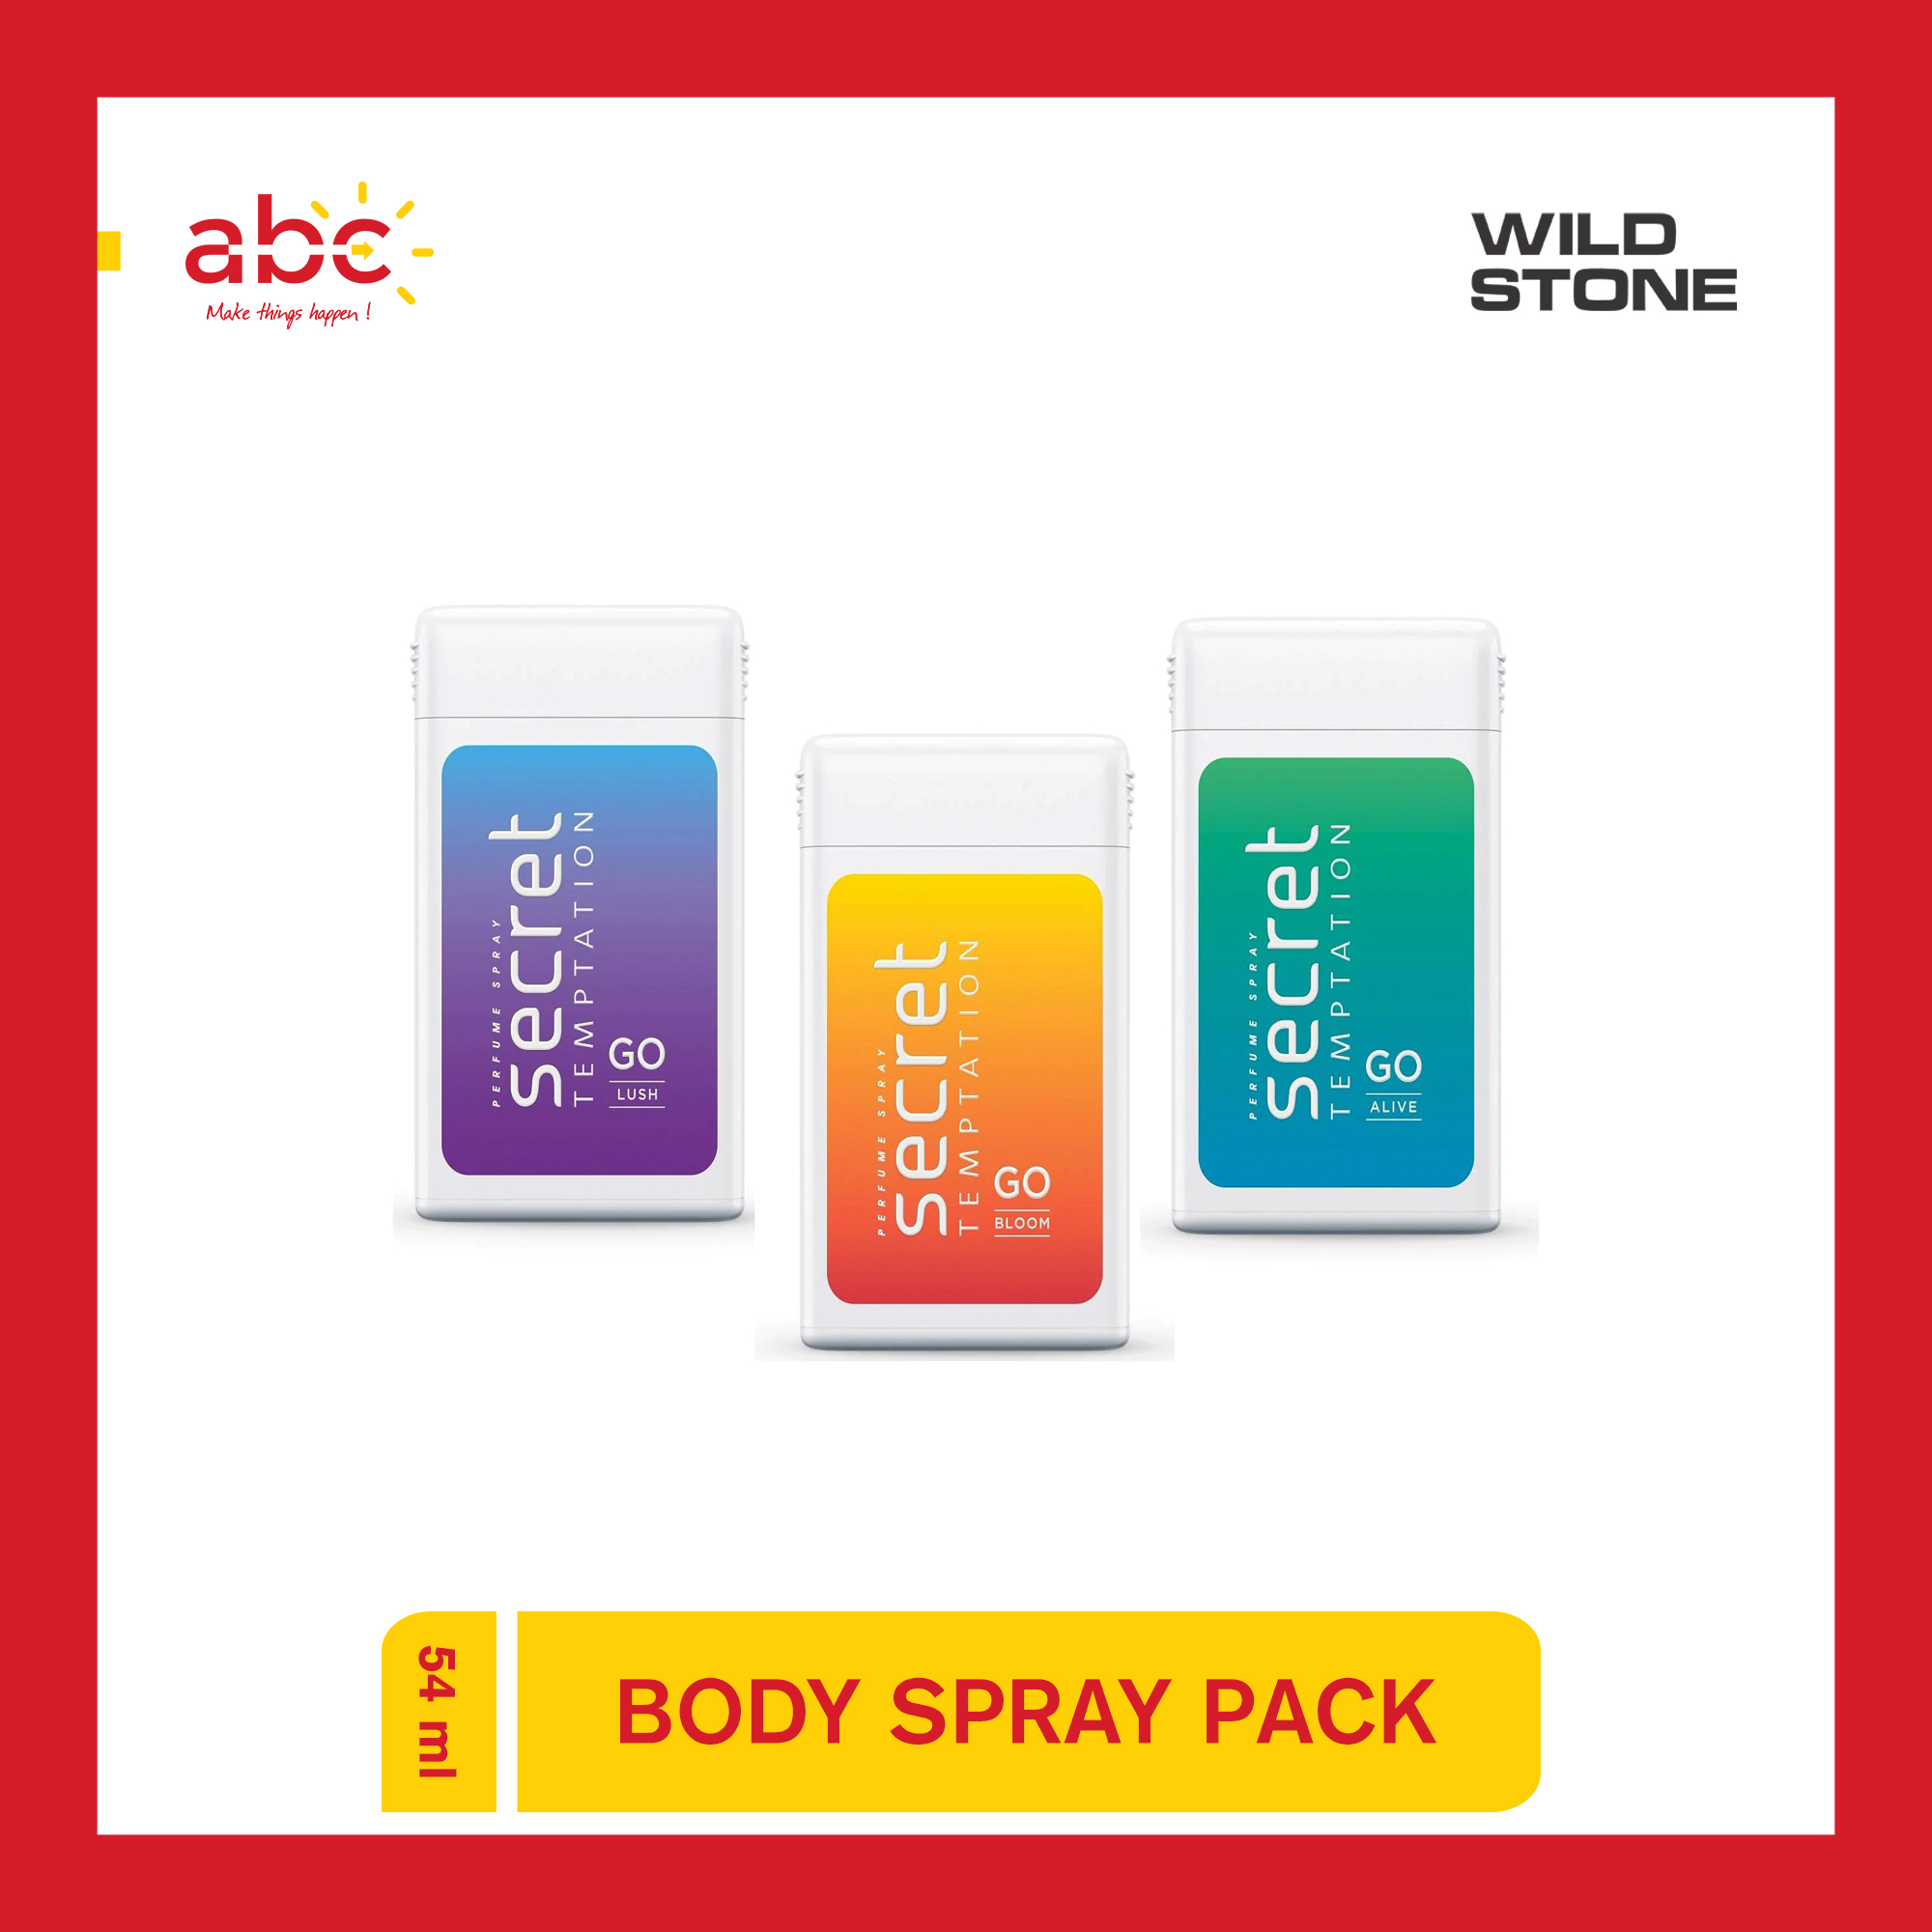 abc
Make things happen !
WILD
STONE
PERFUME SPRAY
secret
TEMPTATION
GO
LUSH
PERFUME SPRAY
secret
TEMPTATION
GO
BLOOM
PERFUME SPRAY
secret
TEMPTATION
GO
ALIVE
54 ml
BODY SPRAY PACK